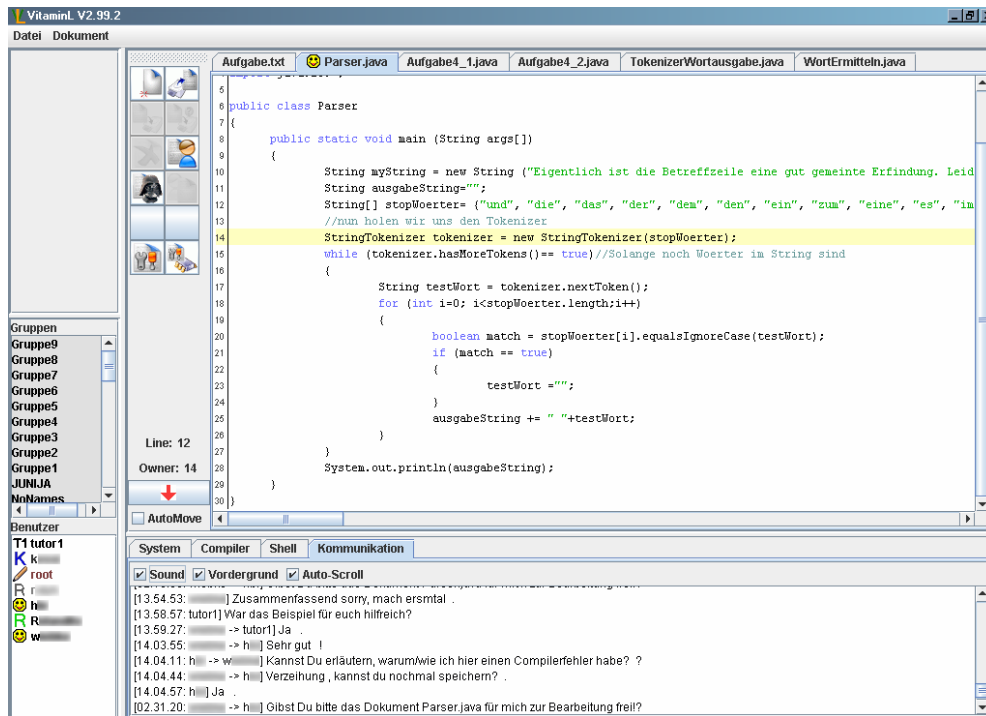 VitaminL V2.99.2
Datei Dokument
Aufgabe.txt Parser.java Aufgabe4_1.java Aufgabe4_2.java TokenizerWortausgabe.java WortErmitteln.java
5
6 public class Parser
7 {
8 public static void main (String args[])
9 {
10 String myString = new String ("Eigentlich ist die Betreffzeile eine gut gemeinte Erfindung. Leid
11 String ausgabeString="";
12 String[] stopWoerter= {"und", "die", "das", "der", "dem", "den", "ein", "zum", "eine", "es", "im
13 //nun holen wir uns den Tokenizer
14 StringTokenizer tokenizer = new StringTokenizer(stopWoerter);
15 while (tokenizer.hasMoreTokens()== true)//Solange noch Woerter im String sind
16 {
17 String testWort = tokenizer.nextToken();
18 for (int i=0; i<stopWoerter.length;i++)
19 {
20 boolean match = stopWoerter[i].equalsIgnoreCase(testWort);
21 if (match == true)
22 {
23 testWort ="";
24 }
25 ausgabeString += " "+testWort;
26 }
27 }
28 System.out.println(ausgabeString);
29 }
30 }
Line: 12
Owner: 14
AutoMove
Gruppen
Gruppe9
Gruppe8
Gruppe7
Gruppe6
Gruppe5
Gruppe4
Gruppe3
Gruppe2
Gruppe1
JUNIJA
NoNames
Benutzer
T1 tutor1
K k
root
R r
h
R R
w
System Compiler Shell Kommunikation
Sound Vordergrund Auto-Scroll
[13.54.53: ] Zusammenfassend sorry, mach ersmtal .
[13.58.57: tutor1] War das Beispiel für euch hilfreich?
[13.59.27: -> tutor1] Ja .
[14.03.55: -> h ] Sehr gut !
[14.04.11: h -> w ] Kannst Du erläutern, warum/wie ich hier einen Compilerfehler habe? ?
[14.04.44: -> h ] Verzeihung , kannst du nochmal speichern? .
[14.04.57: h ] Ja .
[02.31.20: -> h ] Gibst Du bitte das Dokument Parser.java für mich zur Bearbeitung frei!?